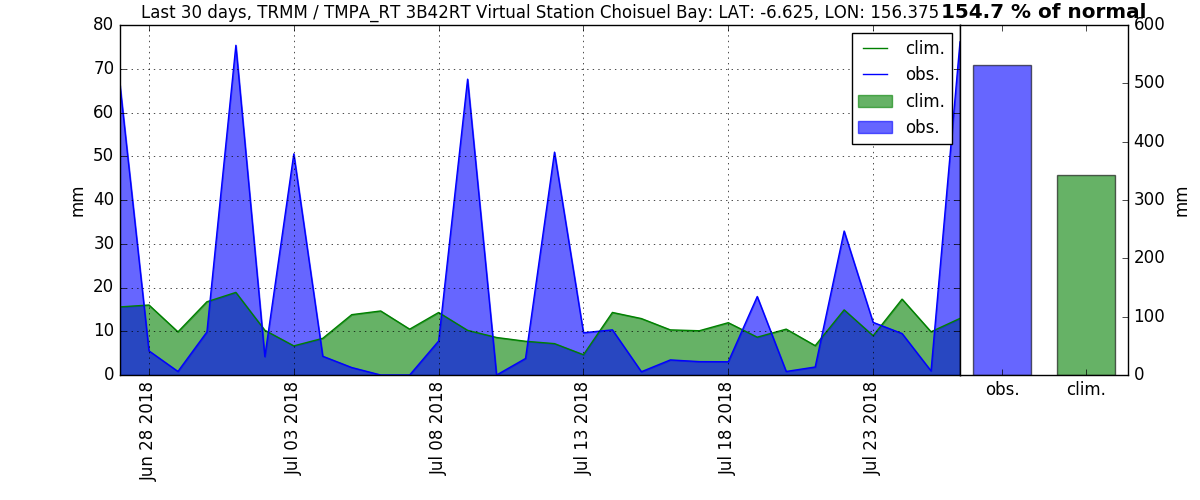 Last 30 days, TRMM / TMPA_RT 3B42RT Virtual Station Choisuel Bay: LAT: -6.625, LON: 156.375
154.7 % of normal
80
70
60
50
40
30
20
10
0
mm
clim.
obs.
clim.
obs.
Jun 28 2018
Jul 03 2018
Jul 08 2018
Jul 13 2018
Jul 18 2018
Jul 23 2018
600
500
400
300
200
100
0
mm
obs.
clim.